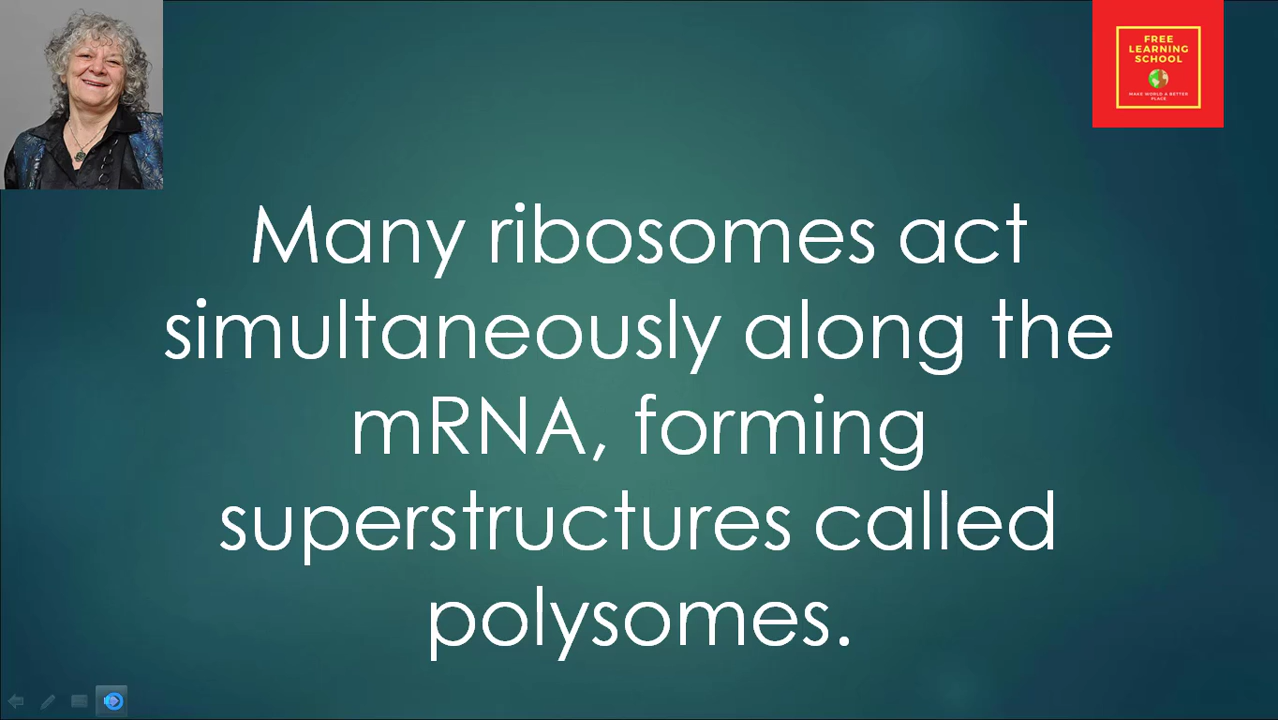 FREE
LEARNING
SCHOOL
MAKE WORLD A BETTER
PLACE
Many ribosomes act
simultaneously along the
mRNA, forming
superstructures called
polysomes.